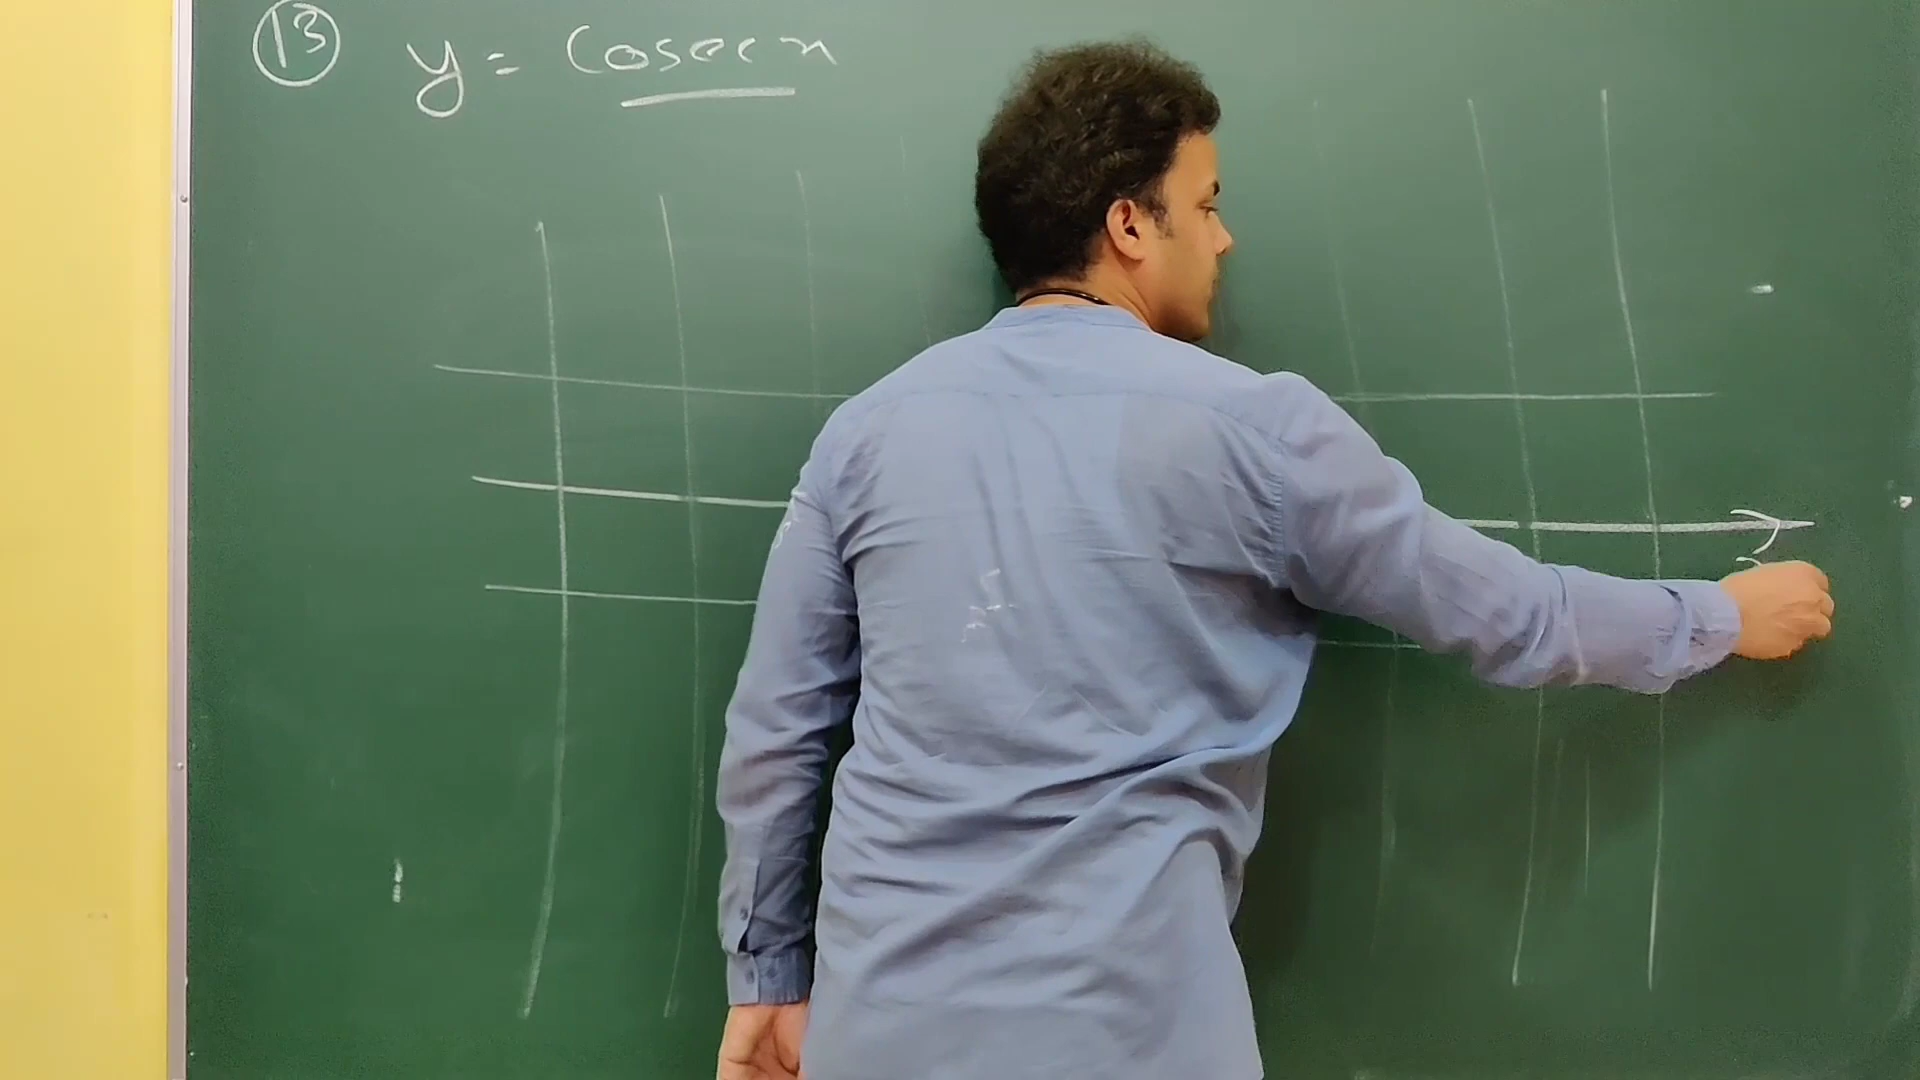 13 y = Cosec x